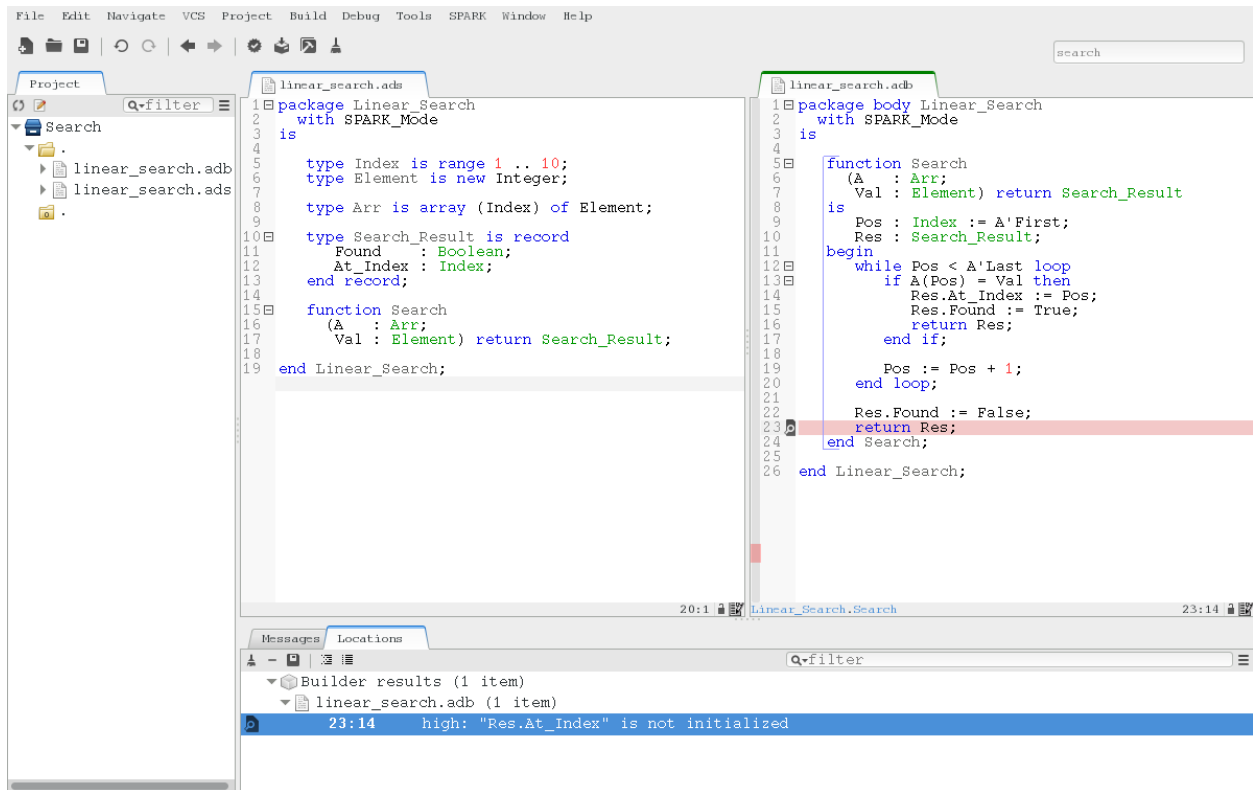 File Edit Navigate VCS Project Build Debug Tools SPARK Window Help
search
Project
filter
Search
.
linear_search.adb
linear_search.ads
.
linear_search.ads
1 package Linear_Search
2   with SPARK_Mode
3 is
4
5    type Index is range 1 .. 10;
6    type Element is new Integer;
7
8    type Arr is array (Index) of Element;
9
10    type Search_Result is record
11       Found    : Boolean;
12       At_Index : Index;
13    end record;
14
15    function Search
16      (A   : Arr;
17       Val : Element) return Search_Result;
18
19 end Linear_Search;
20:1
linear_search.adb
1 package body Linear_Search
2   with SPARK_Mode
3 is
4
5    function Search
6      (A   : Arr;
7       Val : Element) return Search_Result
8    is
9       Pos : Index := A'First;
10       Res : Search_Result;
11    begin
12       while Pos < A'Last loop
13          if A(Pos) = Val then
14             Res.At_Index := Pos;
15             Res.Found := True;
16             return Res;
17          end if;
18
19          Pos := Pos + 1;
20       end loop;
21
22       Res.Found := False;
23       return Res;
24    end Search;
25
26 end Linear_Search;
Linear_Search.Search 23:14
Messages Locations
filter
Builder results (1 item)
linear_search.adb (1 item)
23:14 high: "Res.At_Index" is not initialized